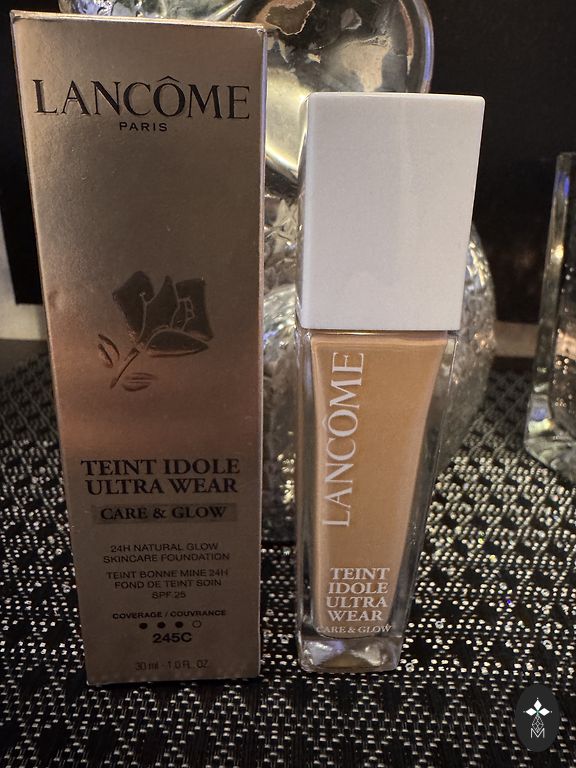 LANCÔME
PARIS
TEINT IDOLE
ULTRA WEAR
CARE & GLOW
24H NATURAL GLOW
SKINCARE FOUNDATION
TEINT BONNE MINE 24H
FOND DE TEINT SOIN
SPF 25
COVERAGE / COUVRANCE
245C
30 ml - 1.0 FL. OZ.
LANCÔME
TEINT
IDOLE
ULTRA
WEAR
CARE & GLOW